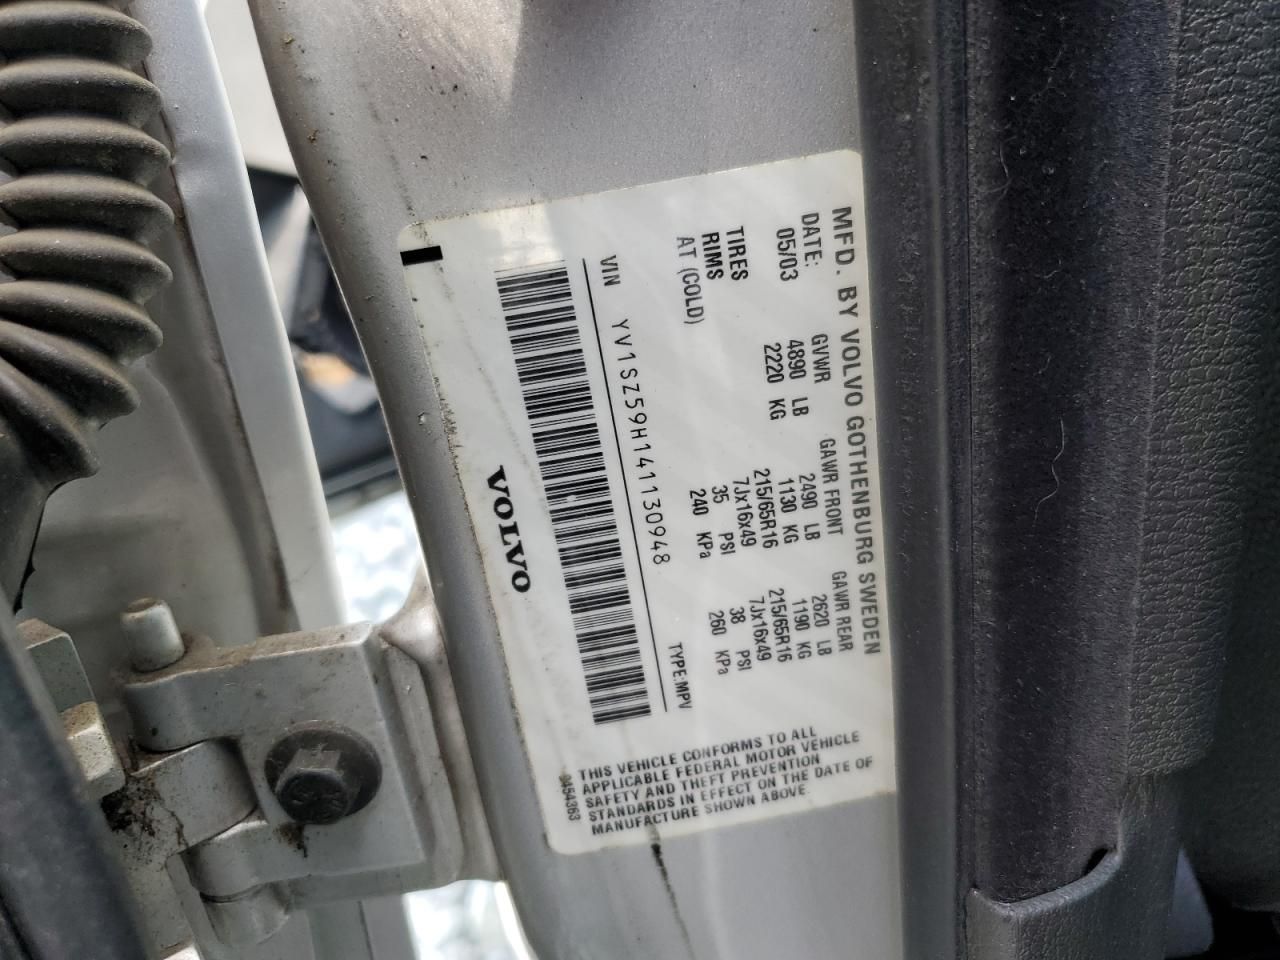 MFD. BY VOLVO GOTHENBURG SWEDEN
DATE: GVWR GAWR FRONT GAWR REAR
05/03 4890 LB 2490 LB 2620 LB
2220 KG 1130 KG 1190 KG
TIRES 215/65R16 215/65R16
RIMS 7Jx16x49 7Jx16x49
AT (COLD) 35 PSI 38 PSI
240 KPa 260 KPa
VIN YV1SZ59H141130948 TYPE:MPV
VOLVO
THIS VEHICLE CONFORMS TO ALL
APPLICABLE FEDERAL MOTOR VEHICLE
SAFETY AND THEFT PREVENTION
STANDARDS IN EFFECT ON THE DATE OF
MANUFACTURE SHOWN ABOVE.
9454363